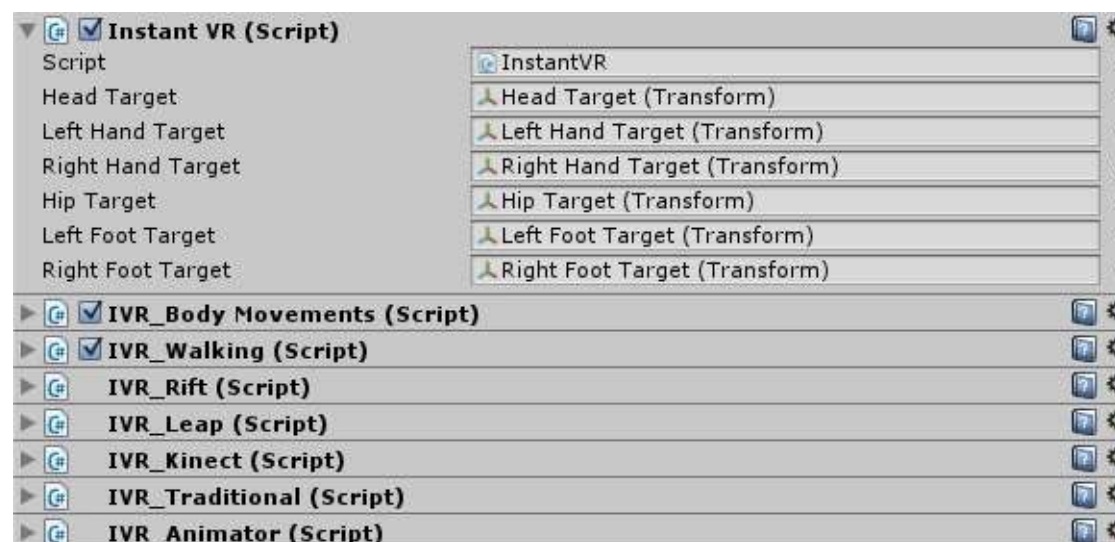 Instant VR (Script)
Script InstantVR
Head Target Head Target (Transform)
Left Hand Target Left Hand Target (Transform)
Right Hand Target Right Hand Target (Transform)
Hip Target Hip Target (Transform)
Left Foot Target Left Foot Target (Transform)
Right Foot Target Right Foot Target (Transform)
IVR_Body Movements (Script)
IVR_Walking (Script)
IVR_Rift (Script)
IVR_Leap (Script)
IVR_Kinect (Script)
IVR_Traditional (Script)
IVR_Animator (Script)